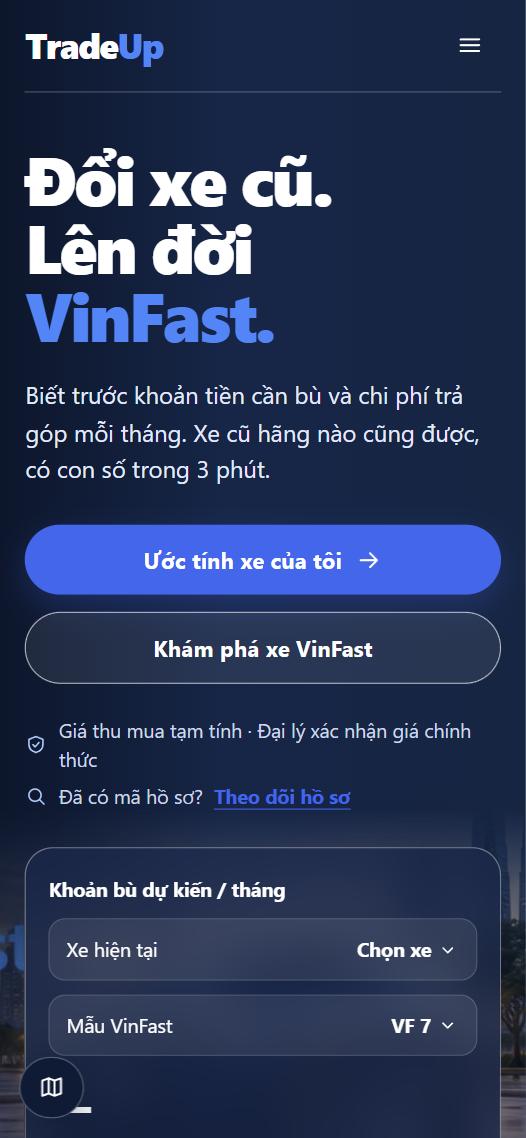 TradeUp
Đổi xe cũ.
Lên đời
VinFast.
Biết trước khoản tiền cần bù và chi phí trả
góp mỗi tháng. Xe cũ hãng nào cũng được,
có con số trong 3 phút.
Ước tính xe của tôi →
Khám phá xe VinFast
Giá thu mua tạm tính · Đại lý xác nhận giá chính
thức
Đã có mã hồ sơ? Theo dõi hồ sơ
Khoản bù dự kiến / tháng
Xe hiện tại Chọn xe
Mẫu VinFast VF 7